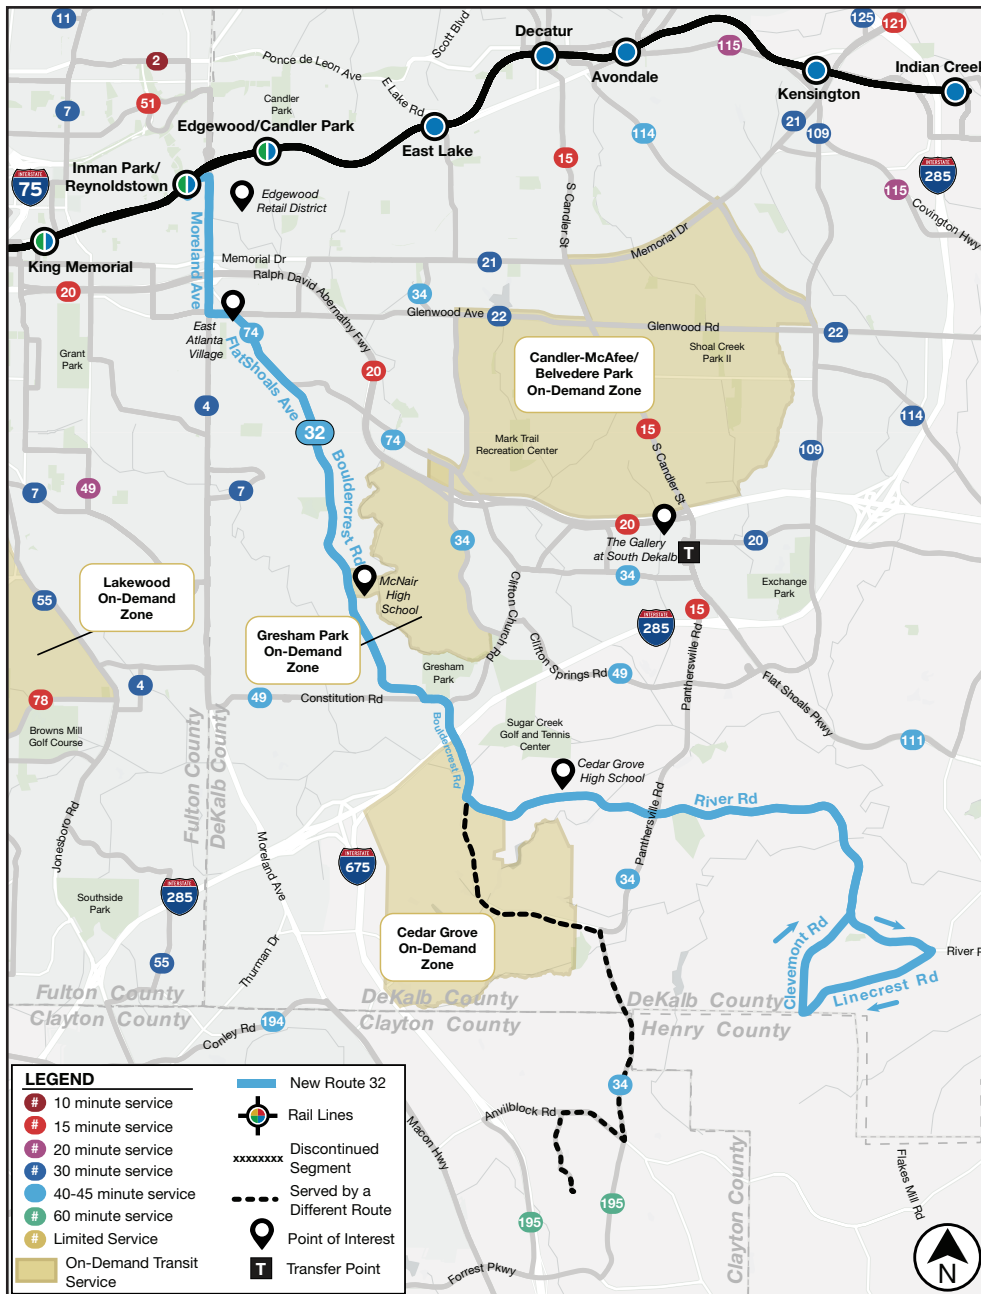 11
2
Ponce de Leon Ave
Scott Blvd
Decatur
125
121
115
Avondale
Indian Creek
Kensington
7
51
Candler
Park
E Lake Rd
Edgewood/Candler Park
East Lake
114
21
109
15
INTERSTATE
75
Inman Park/
Reynoldstown
INTERSTATE
285
115
Covington Hwy
Edgewood
Retail District
S Candler St
Moreland Ave
King Memorial
Memorial Dr
Memorial Dr
21
Ralph David Abernathy Fwy
20
34
Glenwood Ave
22
Glenwood Rd
22
East
Atlanta
Village
74
Flat Shoals Ave
Shoal Creek
Park II
Grant
Park
Candler-McAfee/
Belvedere Park
On-Demand Zone
20
4
32
15
114
74
Mark Trail
Recreation Center
109
Bouldercrest Rd
S Candler St
7
49
7
20
The Gallery
at South Dekalb
T
20
34
34
McNair
High
School
Exchange
Park
Lakewood
On-Demand
Zone
55
Gresham Park
On-Demand
Zone
Clifton Church Rd
INTERSTATE
285
15
Clifton Springs Rd
49
Panthersville Rd
Flat Shoals Pkwy
Gresham
Park
4
78
49
Constitution Rd
Browns Mill
Golf Course
Bouldercrest Rd
Sugar Creek
Golf and Tennis
Center
111
Cedar Grove
High School
Fulton County
DeKalb County
River Rd
Jonesboro Rd
Moreland Ave
Panthersville Rd
INTERSTATE
675
34
INTERSTATE
285
Southside
Park
Cedar Grove
On-Demand
Zone
Clevemont Rd
River R
Thurman Dr
55
Linecrest Rd
Fulton County
Clayton County
DeKalb County
Clayton County
DeKalb County
Henry County
194
Conley Rd
34
Anvilblock Rd
Macon Hwy
195
195
Clayton County
Flakes Mill Rd
Forrest Pkwy
LEGEND
# 10 minute service
# 15 minute service
# 20 minute service
# 30 minute service
40-45 minute service
# 60 minute service
# Limited Service
On-Demand Transit
Service
New Route 32
Rail Lines
xxxxxxxx Discontinued
Segment
Served by a
Different Route
Point of Interest
T Transfer Point
N